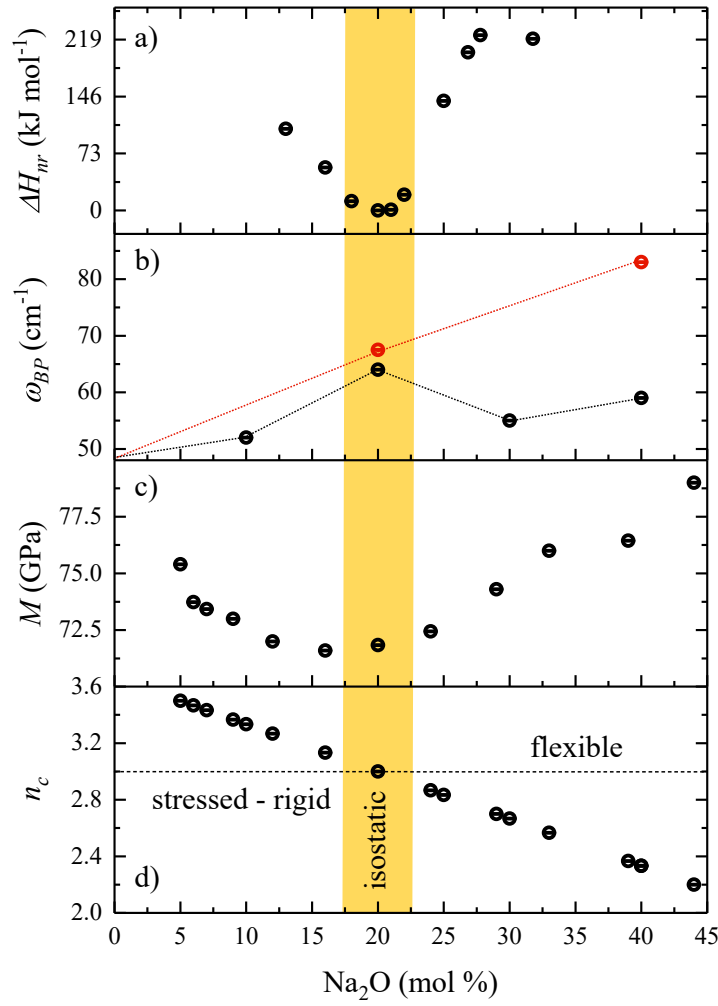 a)
ΔH_nr (kJ mol⁻¹)
219
146
73
0
b)
ω_BP (cm⁻¹)
80
70
60
50
c)
M (GPa)
77.5
75.0
72.5
d)
n_c
3.6
3.2
2.8
2.4
2.0
flexible
stressed - rigid
isostatic
0 5 10 15 20 25 30 35 40 45
Na₂O (mol %)